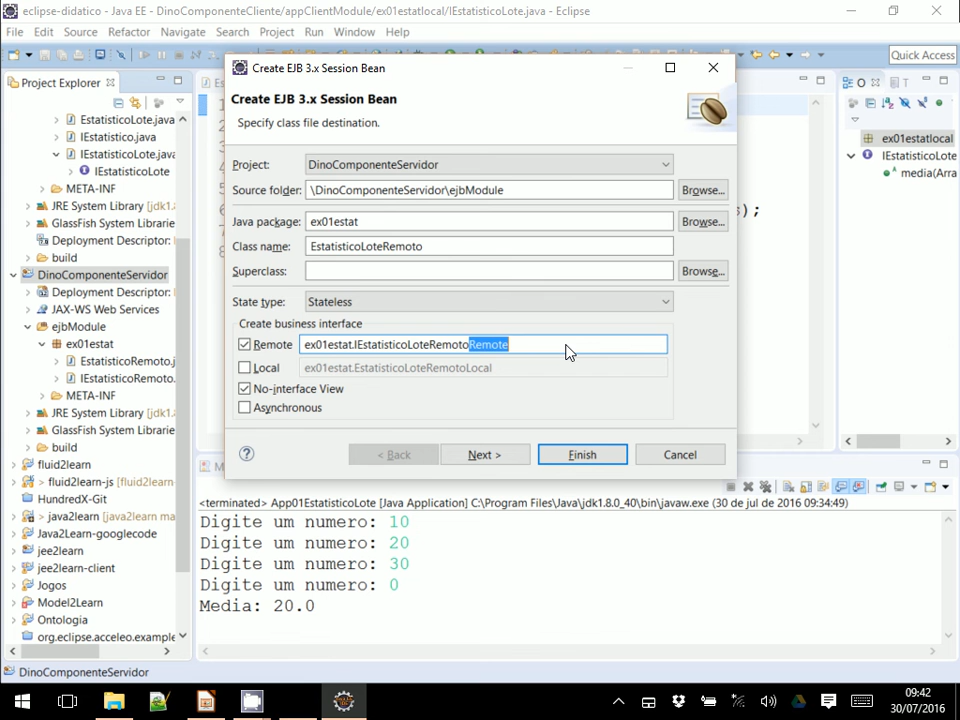 eclipse-didatico - Java EE - DinoComponenteCliente/appClientModule/ex01estatlocal/IEstatisticoLote.java - Eclipse
File Edit Source Refactor Navigate Search Project Run Window Help
Quick Access
Project Explorer
EstatisticoLote.java
IEstatistico.java
IEstatisticoLote.java
IEstatisticoLote
META-INF
JRE System Library [jdk1.
GlassFish System Librarie
Deployment Descriptor:
build
DinoComponenteServidor
Deployment Descriptor:
JAX-WS Web Services
ejbModule
ex01estat
EstatisticoRemoto.j
IEstatisticoRemoto.
META-INF
JRE System Library [jdk1.
GlassFish System Librarie
build
fluid2learn
> fluid2learn-js [fluid2learn-
HundredX-Git
> java2learn [java2learn ma
Java2Learn-googlecode
jee2learn
jee2learn-client
Jogos
Model2Learn
Ontologia
org.eclipse.acceleo.example
Create EJB 3.x Session Bean
Create EJB 3.x Session Bean
Specify class file destination.
Project: DinoComponenteServidor
Source folder: \DinoComponenteServidor\ejbModule Browse...
Java package: ex01estat Browse...
Class name: EstatisticoLoteRemoto
Superclass: Browse...
State type: Stateless
Create business interface
Remote ex01estat.IEstatisticoLoteRemotoRemote
Local ex01estat.EstatisticoLoteRemotoLocal
No-interface View
Asynchronous
? < Back Next > Finish Cancel
s);
ex01estatlocal
IEstatisticoLote
media(Arra
<terminated> App01EstatisticoLote [Java Application] C:\Program Files\Java\jdk1.8.0_40\bin\javaw.exe (30 de jul de 2016 09:34:49)
Digite um numero: 10
Digite um numero: 20
Digite um numero: 30
Digite um numero: 0
Media: 20.0
DinoComponenteServidor
09:42
30/07/2016